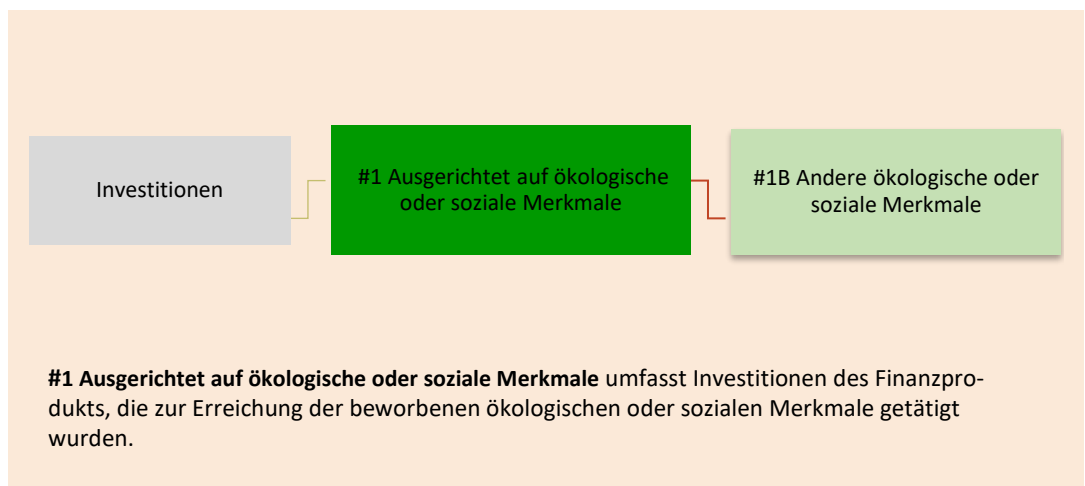 Investitionen
#1 Ausgerichtet auf ökologische
oder soziale Merkmale
#1B Andere ökologische oder
soziale Merkmale
#1 Ausgerichtet auf ökologische oder soziale Merkmale umfasst Investitionen des Finanzpro-
dukts, die zur Erreichung der beworbenen ökologischen oder sozialen Merkmale getätigt
wurden.